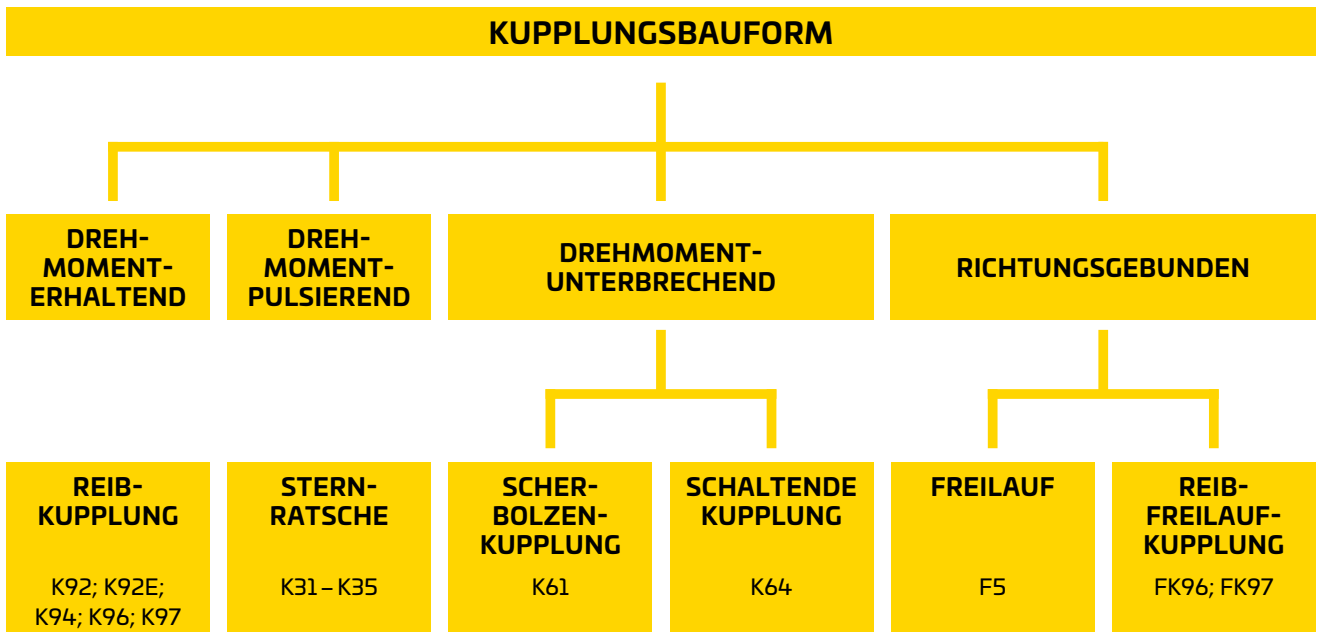 KUPPLUNGSBAUFORM
DREH-
MOMENT-
ERHALTEND
DREH-
MOMENT-
PULSIEREND
DREHMOMENT-
UNTERBRECHEND
RICHTUNGSGEBUNDEN
REIB-
KUPPLUNG
K92; K92E;
K94; K96; K97
STERN-
RATSCHE
K31 – K35
SCHER-
BOLZEN-
KUPPLUNG
K61
SCHALTENDE
KUPPLUNG
K64
FREILAUF
F5
REIB-
FREILAUF-
KUPPLUNG
FK96; FK97